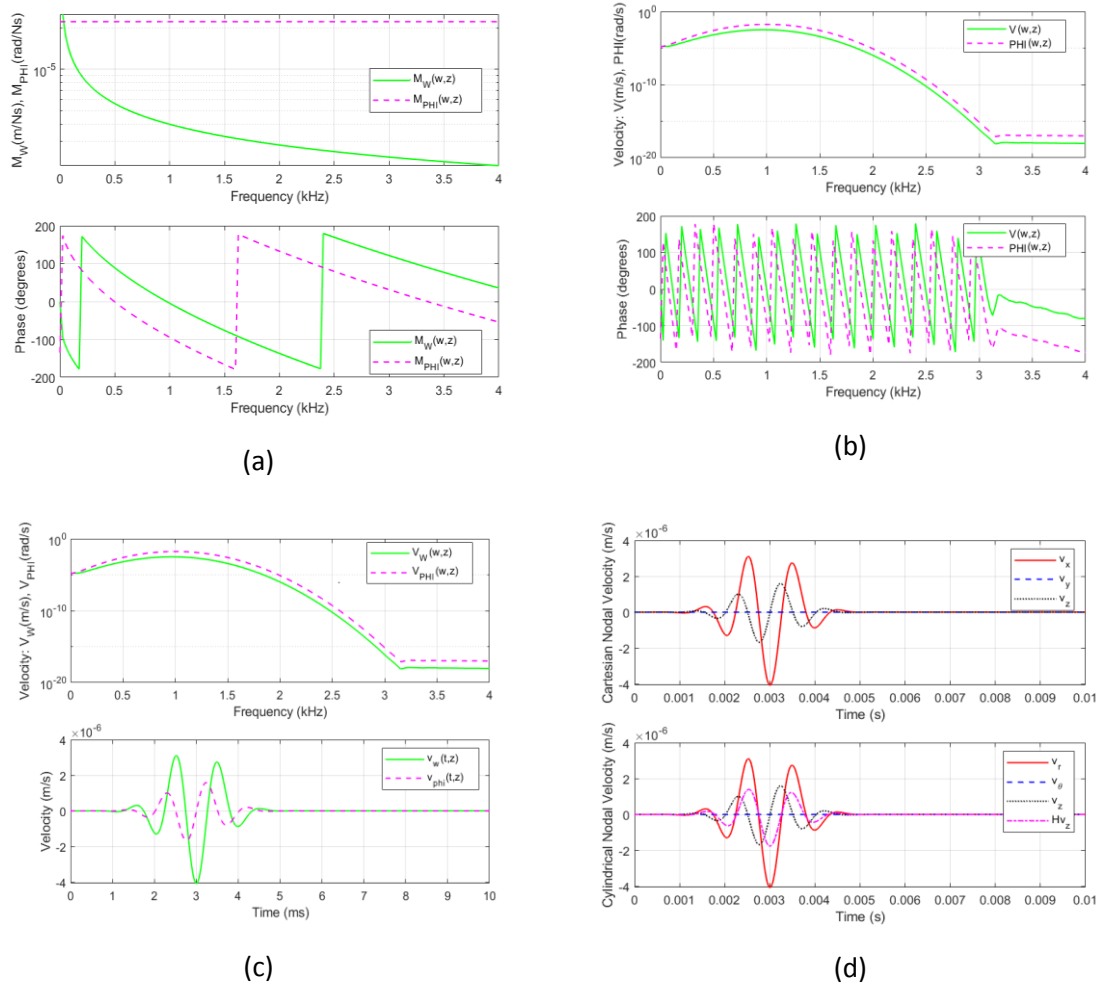 M_W(m/Ns), M_PHI(rad/Ns)
10^-5
M_W(w,z)
M_PHI(w,z)
0 0.5 1 1.5 2 2.5 3 3.5 4
Frequency (kHz)
Phase (degrees)
200
100
0
-100
-200
M_W(w,z)
M_PHI(w,z)
0 0.5 1 1.5 2 2.5 3 3.5 4
Frequency (kHz)
(a)
Velocity: V(m/s), PHI(rad/s)
10^0
10^-10
10^-20
V(w,z)
PHI(w,z)
0 0.5 1 1.5 2 2.5 3 3.5 4
Frequency (kHz)
Phase (degrees)
200
100
0
-100
-200
V(w,z)
PHI(w,z)
0 0.5 1 1.5 2 2.5 3 3.5 4
Frequency (kHz)
(b)
Velocity: V_W(m/s), V_PHI(rad/s)
10^0
10^-10
10^-20
V_W(w,z)
V_PHI(w,z)
0 0.5 1 1.5 2 2.5 3 3.5 4
Frequency (kHz)
×10^-6
Velocity (m/s)
4
2
0
-2
-4
v_w(t,z)
v_phi(t,z)
0 1 2 3 4 5 6 7 8 9 10
Time (ms)
(c)
×10^-6
Cartesian Nodal Velocity (m/s)
4
2
0
-2
-4
v_x
v_y
v_z
0 0.001 0.002 0.003 0.004 0.005 0.006 0.007 0.008 0.009 0.01
Time (s)
×10^-6
Cylindrical Nodal Velocity (m/s)
4
2
0
-2
-4
v_r
v_θ
v_z
Hv_z
0 0.001 0.002 0.003 0.004 0.005 0.006 0.007 0.008 0.009 0.01
Time (s)
(d)